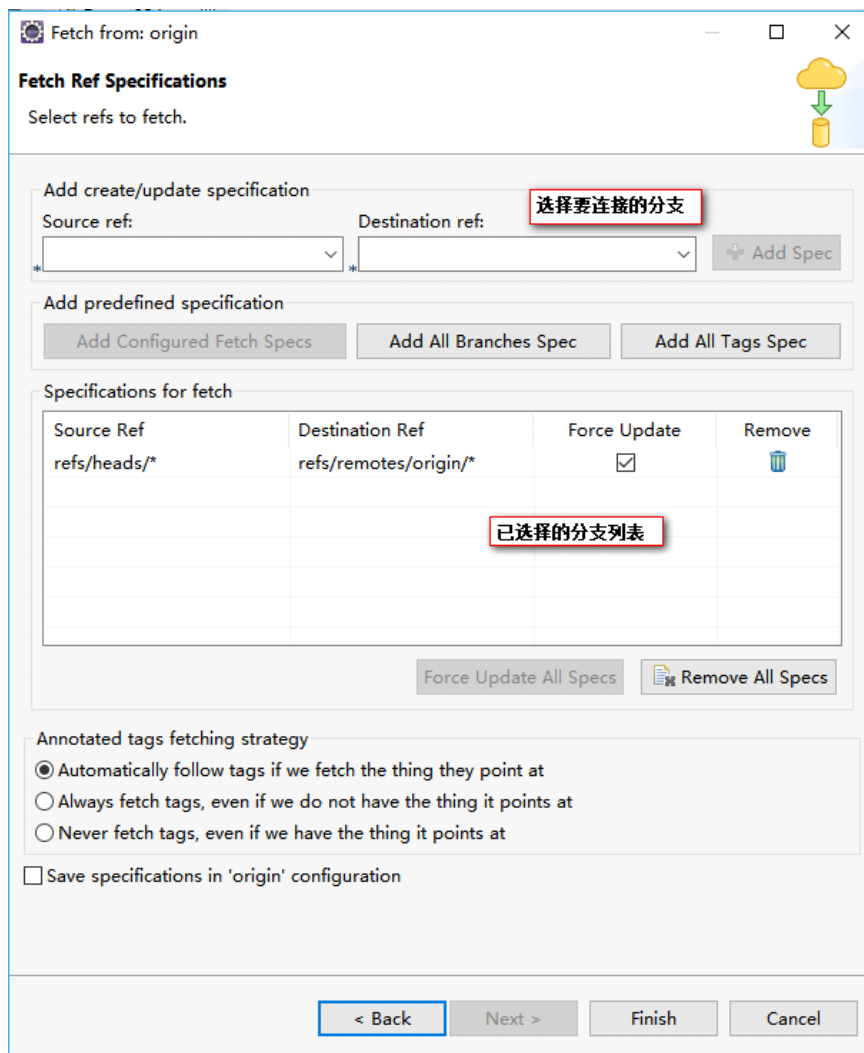 Fetch from: origin
Fetch Ref Specifications
Select refs to fetch.
Add create/update specification
选择要连接的分支
Source ref:
Destination ref:
*
*
Add Spec
Add predefined specification
Add Configured Fetch Specs
Add All Branches Spec
Add All Tags Spec
Specifications for fetch
Source Ref Destination Ref Force Update Remove
refs/heads/* refs/remotes/origin/*
已选择的分支列表
Force Update All Specs
Remove All Specs
Annotated tags fetching strategy
Automatically follow tags if we fetch the thing they point at
Always fetch tags, even if we do not have the thing it points at
Never fetch tags, even if we have the thing it points at
Save specifications in 'origin' configuration
< Back
Next >
Finish
Cancel